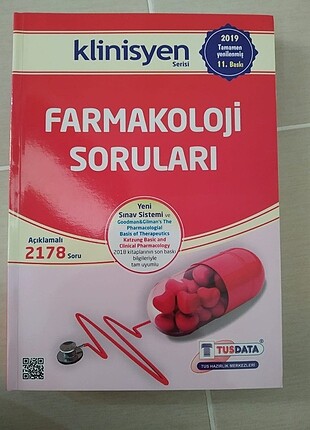 klinisyen
Serisi
2019
Tamamen
yenilenmiş
11. Baskı
FARMAKOLOJİ
SORULARI
Açıklamalı
2178 Soru
Yeni
Sınav Sistemi ve
Goodman&Gilman's The
Pharmacological
Basis of Therapeutics
Katzung Basic and
Clinical Pharmacology
2018 kitaplarının son baskı
bilgileriyle,
tam uyumlu
TUSDATA
TUS HAZIRLIK MERKEZLERİ